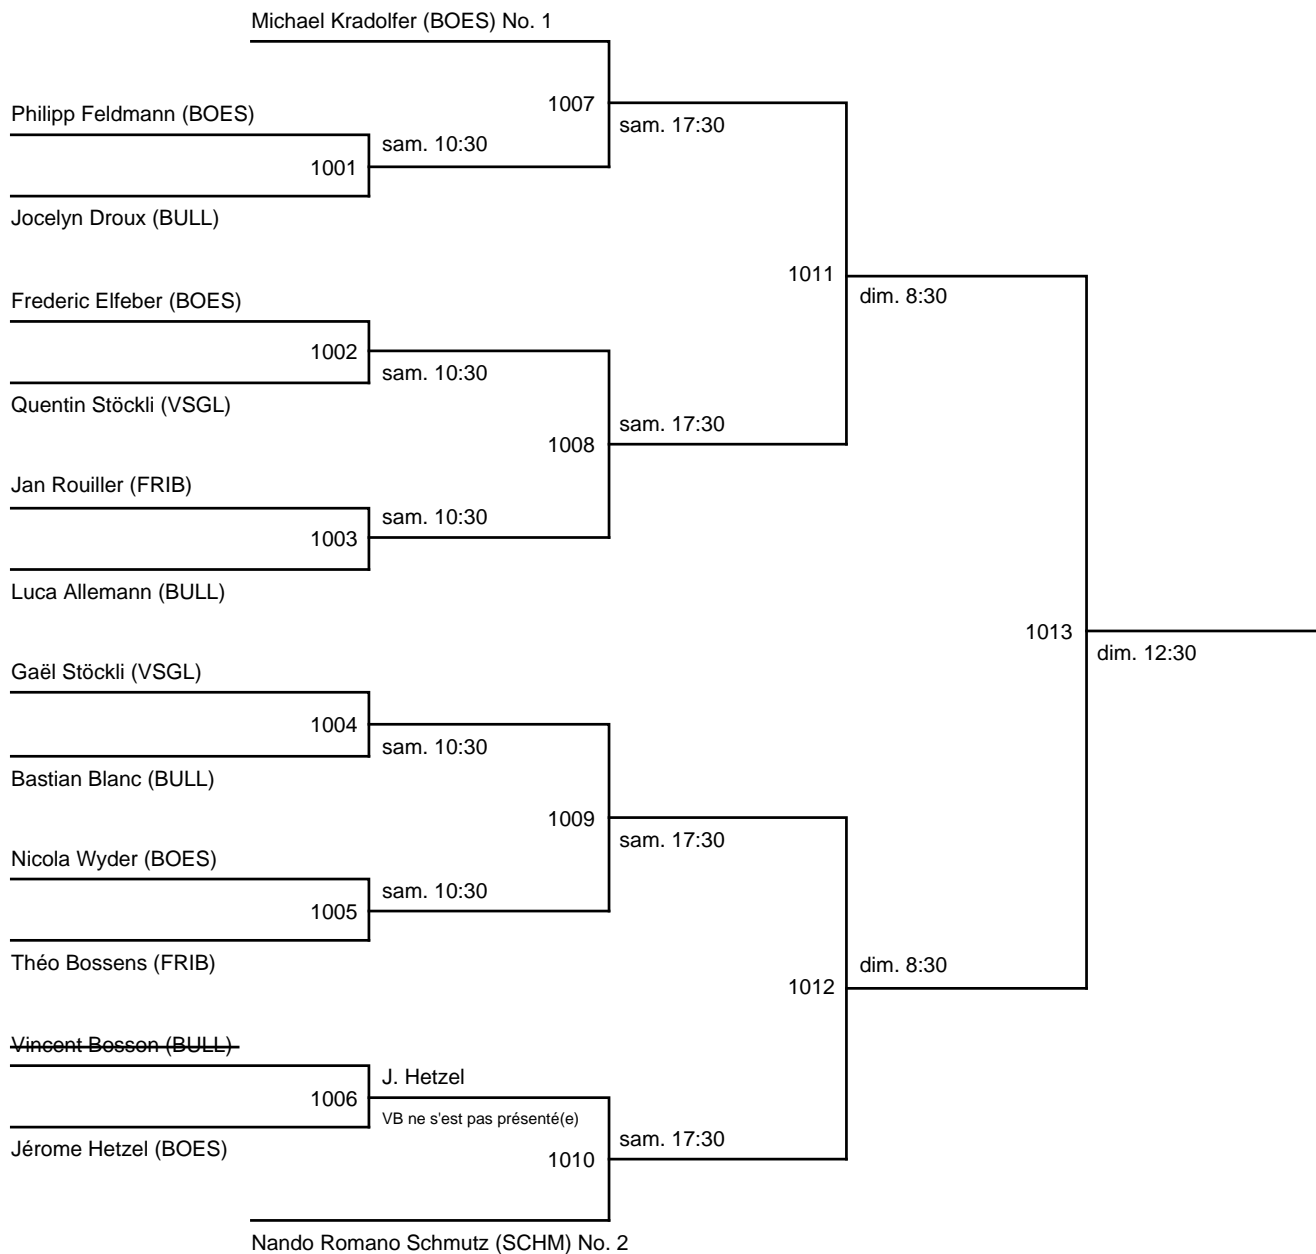 Michael Kradolfer (BOES) No. 1
1007
sam. 17:30
Philipp Feldmann (BOES)
sam. 10:30
1001
Jocelyn Droux (BULL)
1011
dim. 8:30
Frederic Elfeber (BOES)
1002
sam. 10:30
Quentin Stöckli (VSGL)
sam. 17:30
1008
Jan Rouiller (FRIB)
sam. 10:30
1003
Luca Allemann (BULL)
1013
dim. 12:30
Gaël Stöckli (VSGL)
1004
sam. 10:30
Bastian Blanc (BULL)
1009
sam. 17:30
Nicola Wyder (BOES)
sam. 10:30
1005
Théo Bossens (FRIB)
dim. 8:30
1012
Vincent Bosson (BULL)
J. Hetzel
1006
VB ne s'est pas présenté(e)
Jérome Hetzel (BOES)
sam. 17:30
1010
Nando Romano Schmutz (SCHM) No. 2